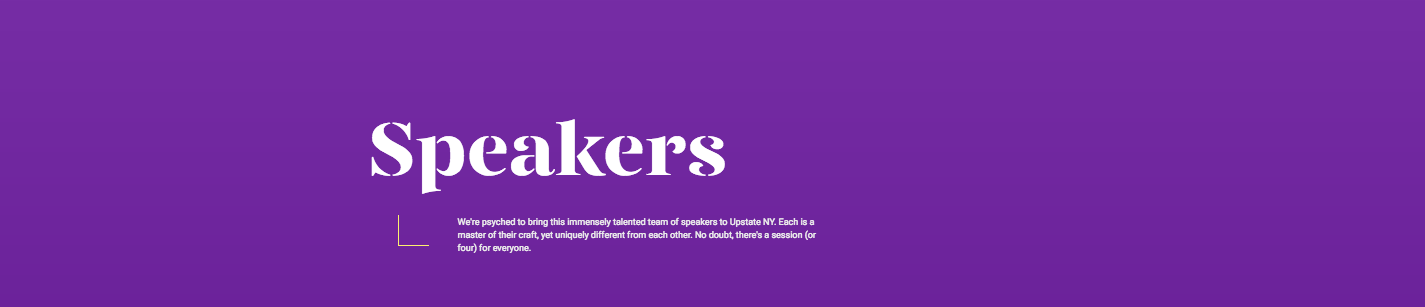 Speakers
We're psyched to bring this immensely talented team of speakers to Upstate NY. Each is a
master of their craft, yet uniquely different from each other. No doubt, there's a session (or
four) for everyone.